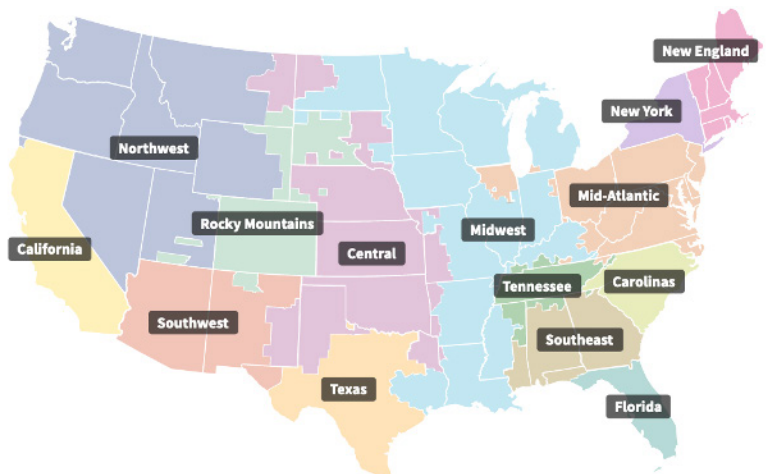 New England
New York
Northwest
Mid-Atlantic
Rocky Mountains
Midwest
California
Central
Tennessee
Carolinas
Southwest
Southeast
Texas
Florida